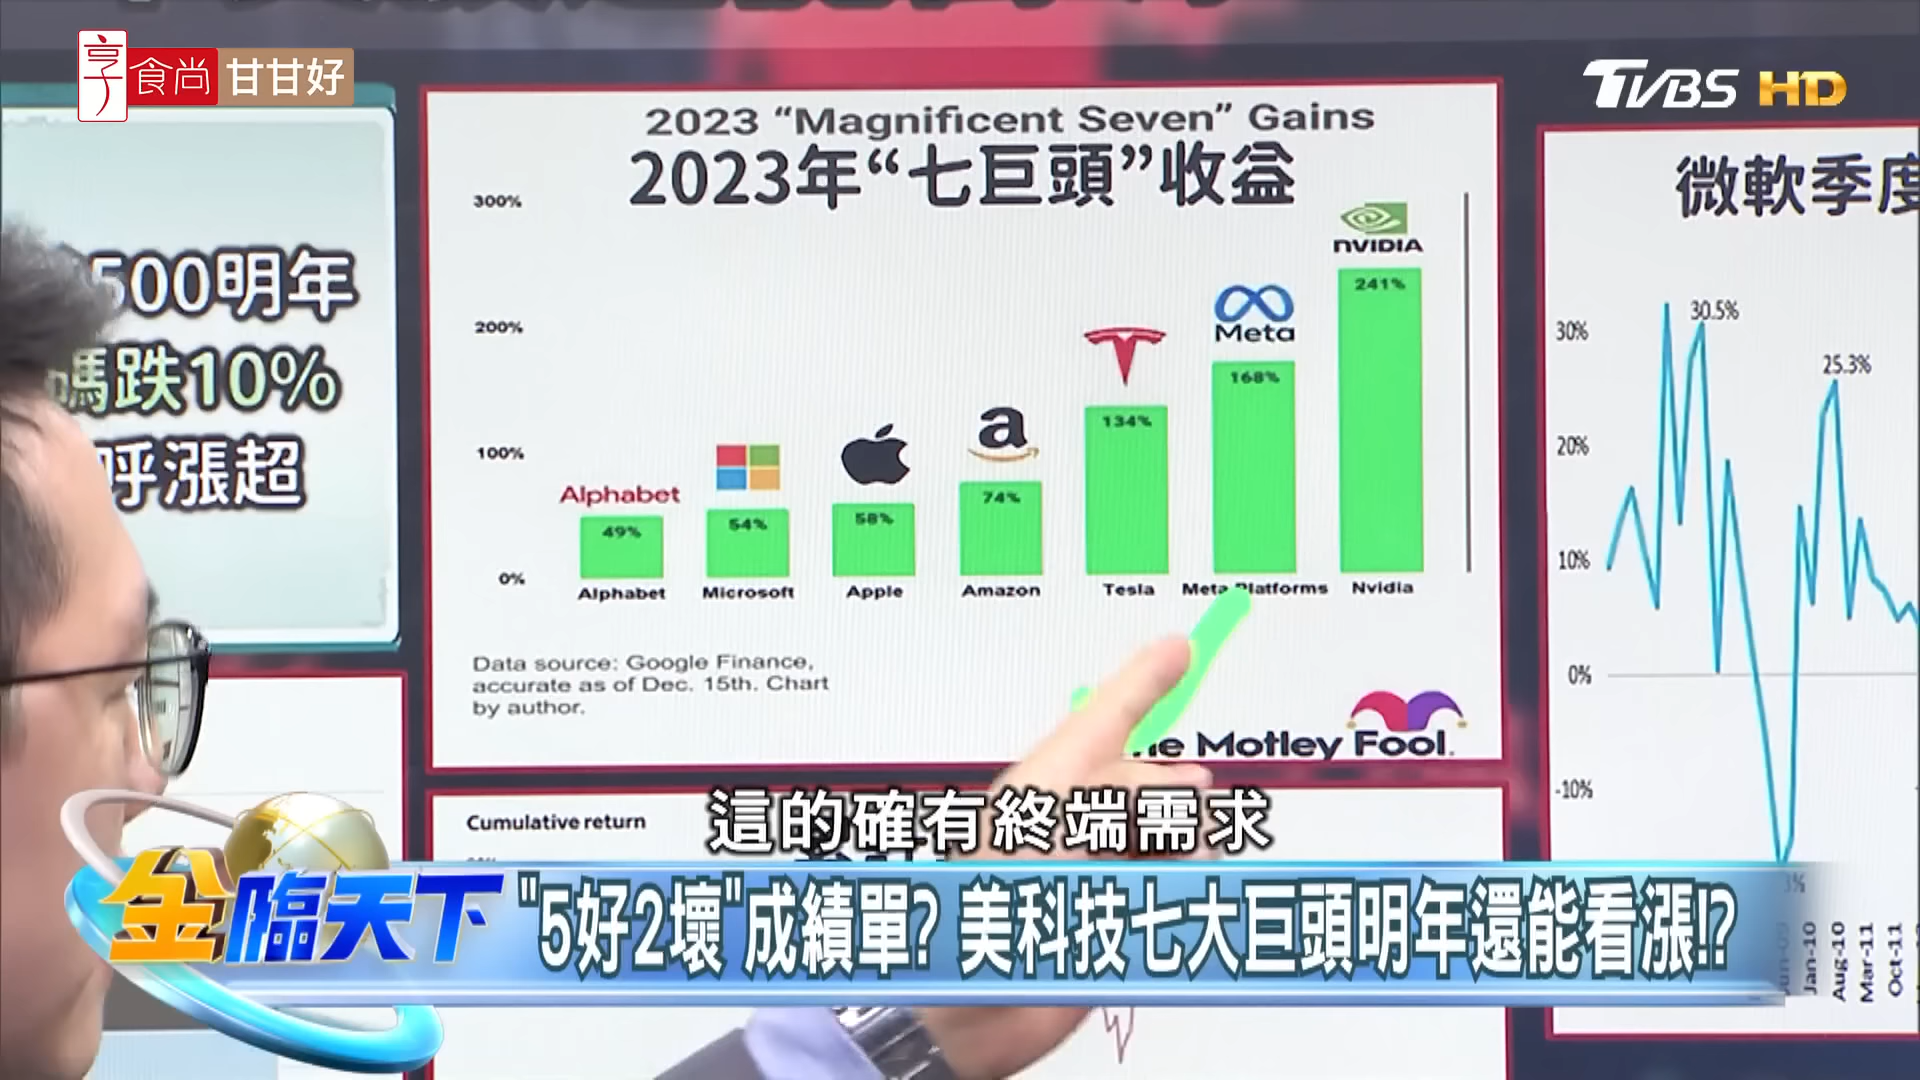 享食尚 甘甘好
TVBS HD
500明年
碼跌10%
呼漲超
2023 “Magnificent Seven” Gains
2023年“七巨頭”收益
300%
200%
100%
0%
NVIDIA
241%
Meta
168%
134%
a
74%
58%
54%
Alphabet
49%
Alphabet Microsoft Apple Amazon Tesla Meta Platforms Nvidia
Data source: Google Finance,
accurate as of Dec. 15th. Chart
by author.
The Motley Fool.
微軟季度
30.5%
25.3%
30%
20%
10%
0%
-10%
Jan-10
Aug-10
Mar-11
Oct-11
Cumulative return
這的確有終端需求
金臨天下
"5好2壞"成績單? 美科技七大巨頭明年還能看漲!?